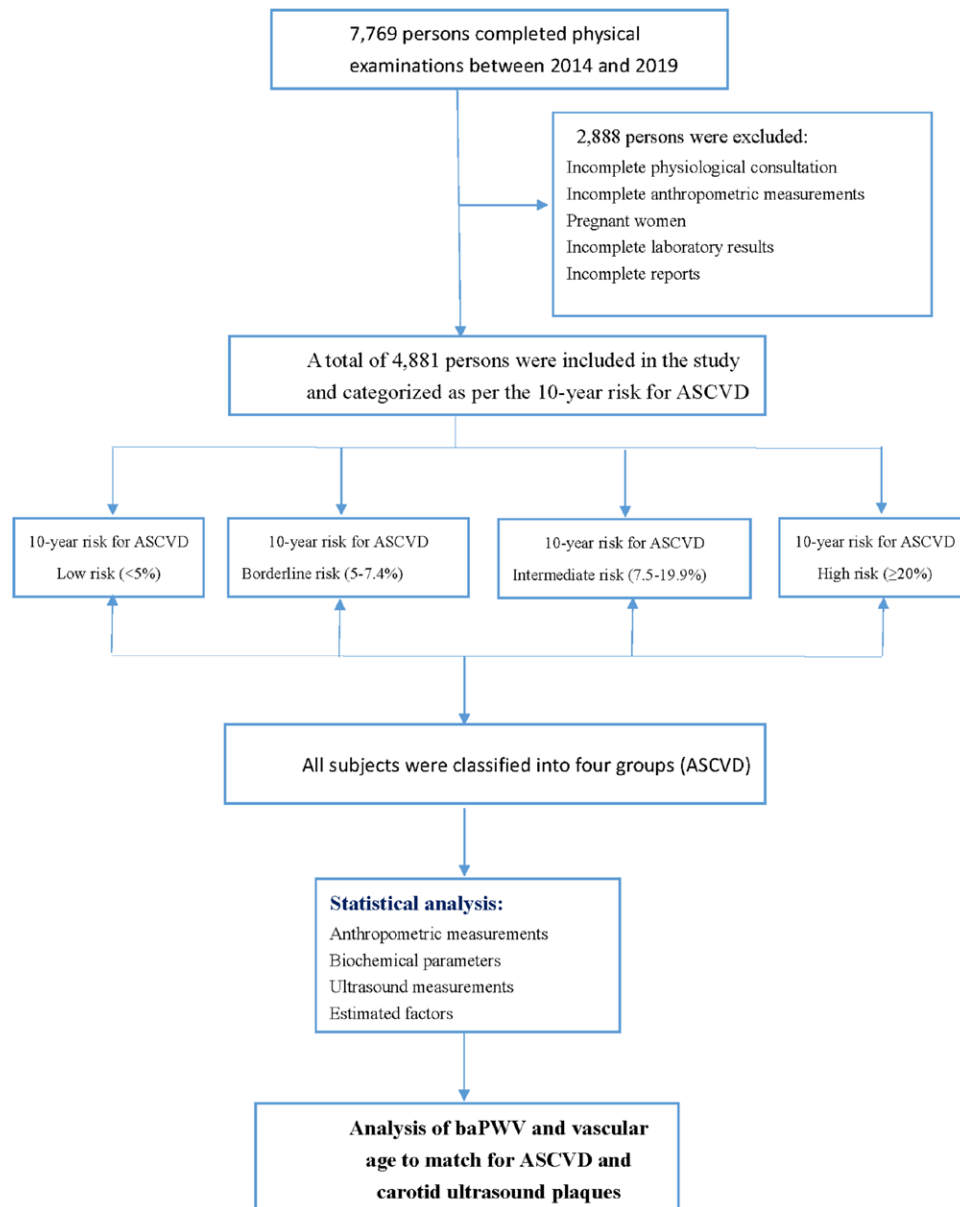 7,769 persons completed physical
examinations between 2014 and 2019
2,888 persons were excluded:
Incomplete physiological consultation
Incomplete anthropometric measurements
Pregnant women
Incomplete laboratory results
Incomplete reports
A total of 4,881 persons were included in the study
and categorized as per the 10-year risk for ASCVD
10-year risk for ASCVD
Low risk (<5%)
10-year risk for ASCVD
Borderline risk (5-7.4%)
10-year risk for ASCVD
Intermediate risk (7.5-19.9%)
10-year risk for ASCVD
High risk (≥20%)
All subjects were classified into four groups (ASCVD)
Statistical analysis:
Anthropometric measurements
Biochemical parameters
Ultrasound measurements
Estimated factors
Analysis of baPWV and vascular
age to match for ASCVD and
carotid ultrasound plaques